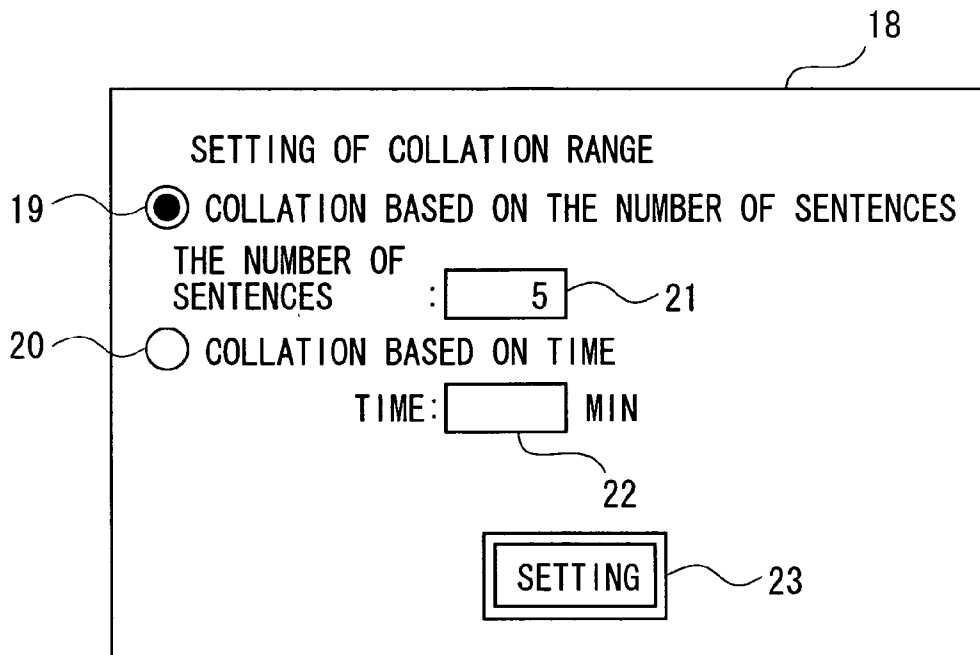 18
SETTING OF COLLATION RANGE
19 COLLATION BASED ON THE NUMBER OF SENTENCES
THE NUMBER OF
SENTENCES : 5 21
20 COLLATION BASED ON TIME
TIME: MIN
22
SETTING 23